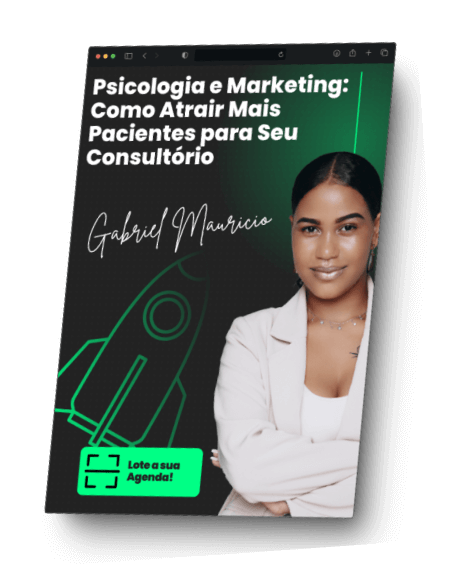 Psicologia e Marketing:
Como Atrair Mais
Pacientes para Seu
Consultório
Gabriel Mauricio
Lote a sua
Agenda!